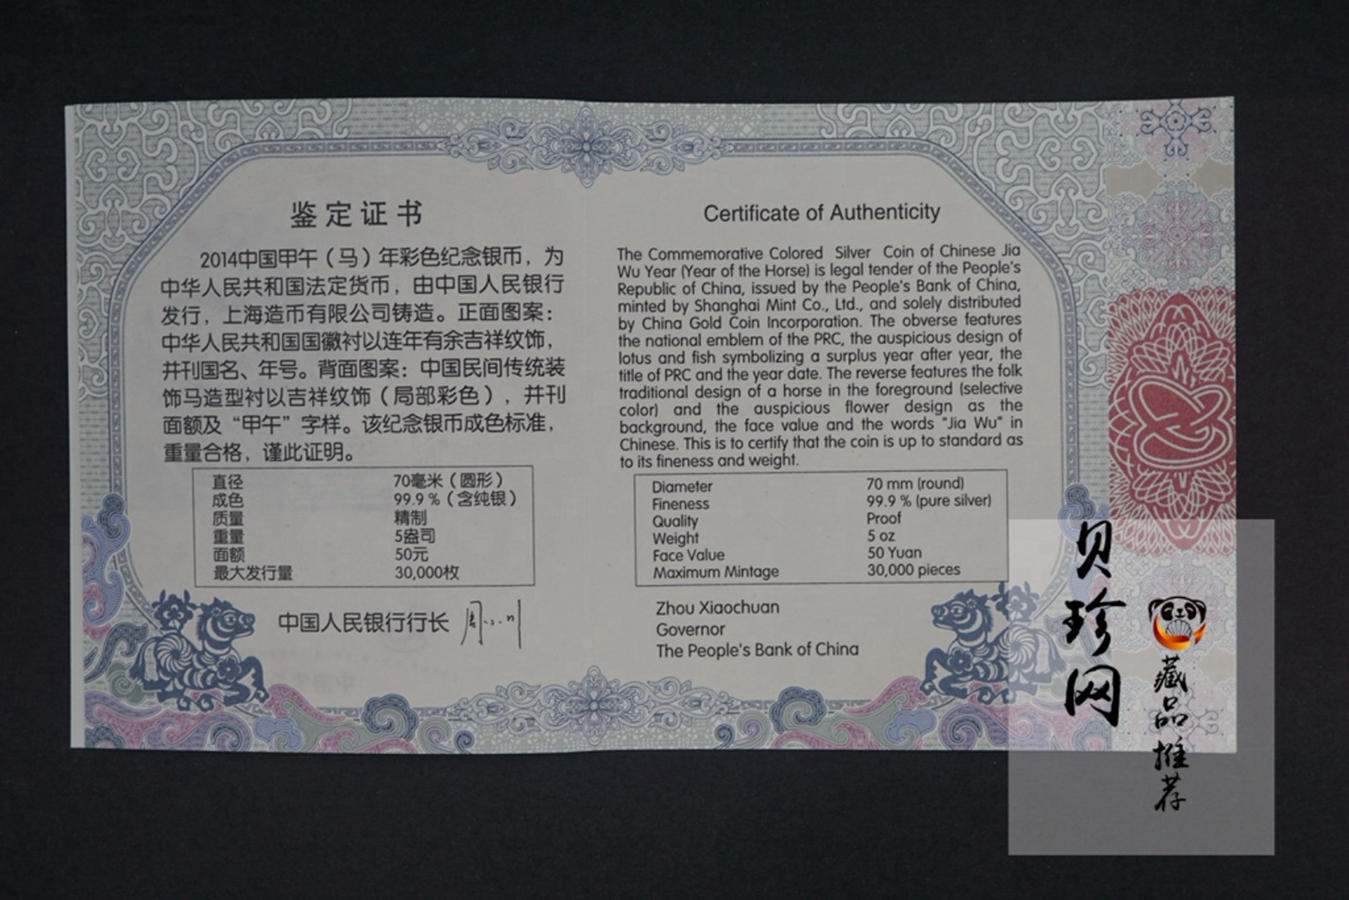 鉴定证书
2014中国甲午（马）年彩色纪念银币，为
中华人民共和国法定货币，由中国人民银行
发行，上海造币有限公司铸造。正面图案：
中华人民共和国国徽衬以连年有余吉祥纹饰，
并刊国名、年号。背面图案：中国民间传统装
饰马造型衬以吉祥纹饰（局部彩色），并刊
面额及“甲午”字样。该纪念银币成色标准，
重量合格，谨此证明。
直径 70毫米（圆形）
成色 99.9％（含纯银）
质量 精制
重量 5盎司
面额 50元
最大发行量 30,000枚
中国人民银行行长 周小川
Certificate of Authenticity
The Commemorative Colored Silver Coin of Chinese Jia
Wu Year (Year of the Horse) is legal tender of the People's
Republic of China, issued by the People's Bank of China,
minted by Shanghai Mint Co., Ltd., and solely distributed
by China Gold Coin Incorporation. The obverse features
the national emblem of the PRC, the auspicious design of
lotus and fish symbolizing a surplus year after year, the
title of PRC and the year date. The reverse features the folk
traditional design of a horse in the foreground (selective
color) and the auspicious flower design as the
background, the face value and the words "Jia Wu" in
Chinese. This is to certify that the coin is up to standard as
to its fineness and weight.
Diameter 70 mm (round)
Fineness 99.9 % (pure silver)
Quality Proof
Weight 5 oz
Face Value 50 Yuan
Maximum Mintage 30,000 pieces
Zhou Xiaochuan
Governor
The People's Bank of China
贝珍网
藏品推荐